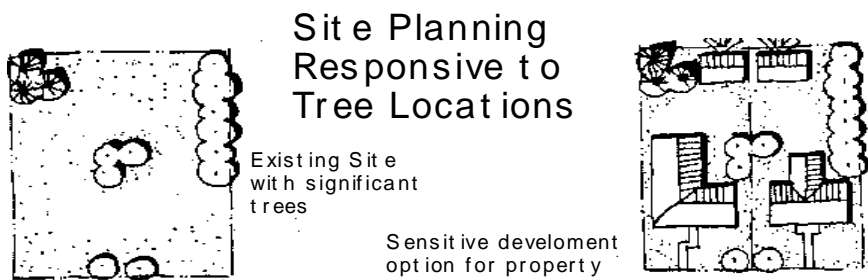 Site Planning
Responsive to
Tree Locations
Existing Site
with significant
trees
Sensitive develoment
option for property